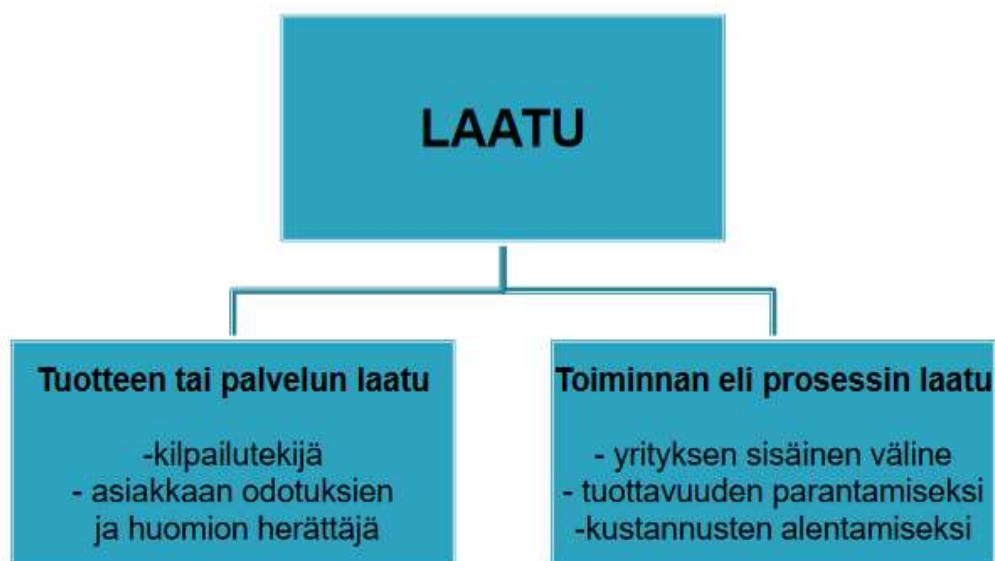 LAATU
Tuotteen tai palvelun laatu
-kilpailutekijä
- asiakkaan odotuksien
ja huomion herättäjä
Toiminnan eli prosessin laatu
- yrityksen sisäinen väline
- tuottavuuden parantamiseksi
-kustannusten alentamiseksi